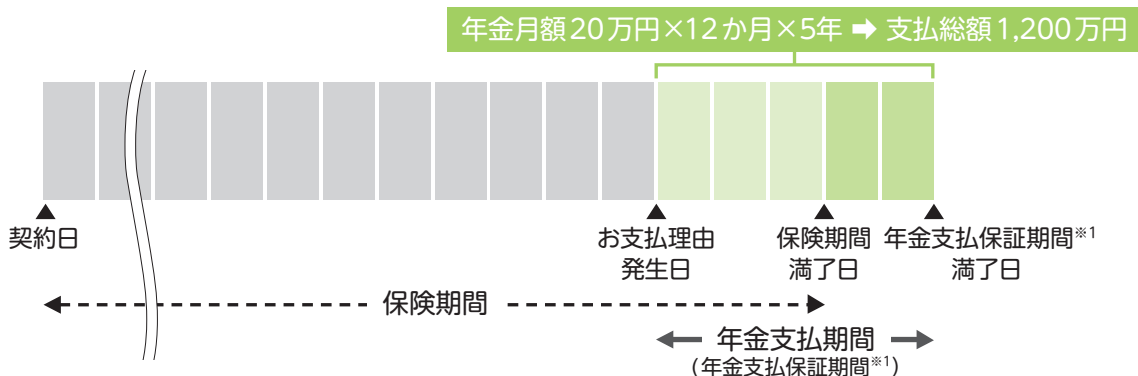 年金月額20万円×12か月×5年 ➡ 支払総額1,200万円
契約日
お支払理由
発生日
保険期間
満了日
年金支払保証期間※1
満了日
保険期間
年金支払期間
(年金支払保証期間※1)